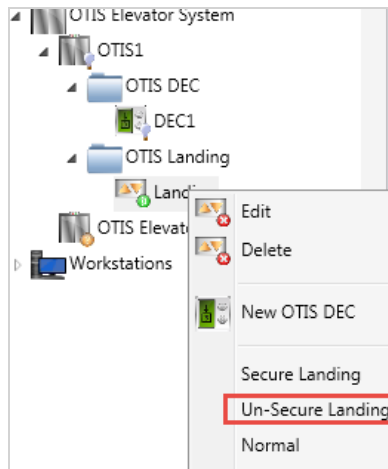 OTIS Elevator System
OTIS1
OTIS DEC
DEC1
OTIS Landing
Landi
Edit
OTIS Elevat
Delete
Workstations
New OTIS DEC
Secure Landing
Un-Secure Landing
Normal